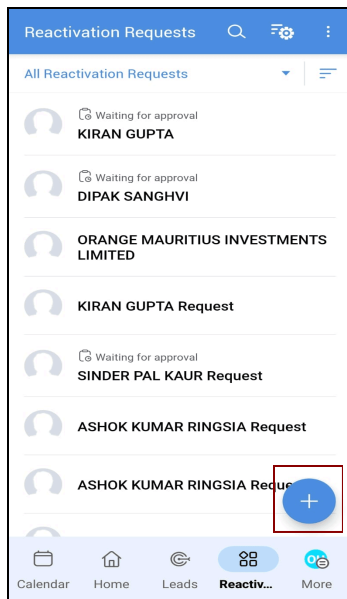 Reactivation Requests
All Reactivation Requests
Waiting for approval
KIRAN GUPTA
Waiting for approval
DIPAK SANGHVI
ORANGE MAURITIUS INVESTMENTS
LIMITED
KIRAN GUPTA Request
Waiting for approval
SINDER PAL KAUR Request
ASHOK KUMAR RINGSIA Request
ASHOK KUMAR RINGSIA
Calendar Home Leads Reactiv... More